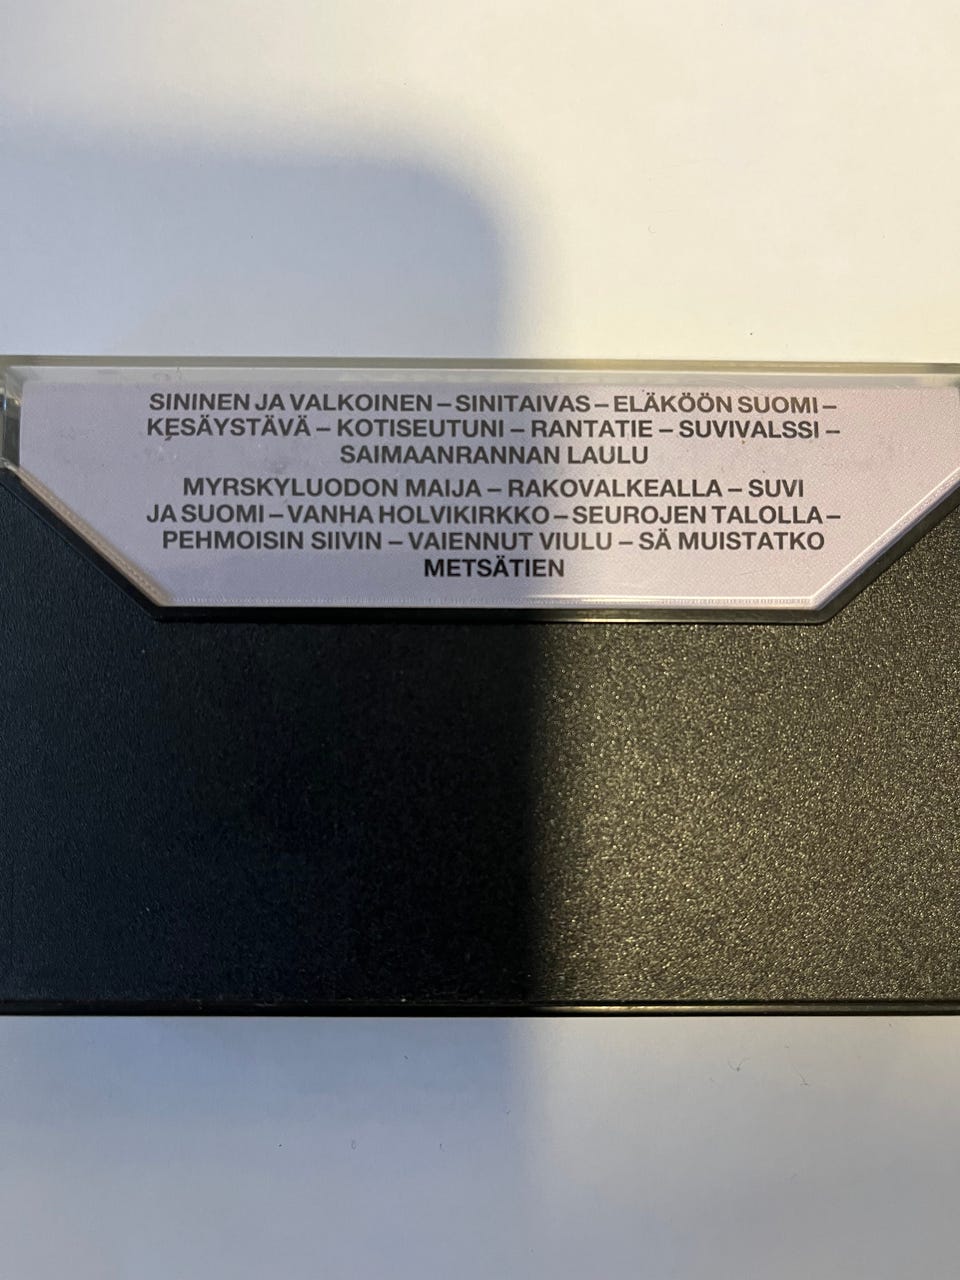 SININEN JA VALKOINEN – SINITAIVAS – ELÄKÖÖN SUOMI –
KESÄYSTÄVÄ – KOTISEUTUNI – RANTATIE – SUVIVALSSI –
SAIMAANRANNAN LAULU
MYRSKYLUODON MAIJA – RAKOVALKEALLA – SUVI
JA SUOMI – VANHA HOLVIKIRKKO – SEUROJEN TALOLLA –
PEHMOISIN SIIVIN – VAIENNUT VIULU – SÄ MUISTATKO
METSÄTIEN